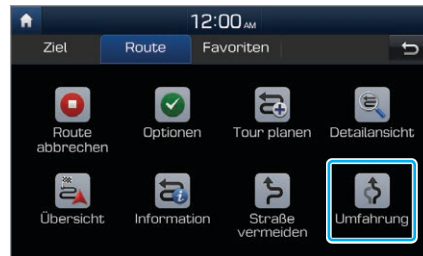 12:00 AM
Ziel Route Favoriten
Route abbrechen
Optionen
Tour planen
Detailansicht
Übersicht
Information
Straße vermeiden
Umfahrung